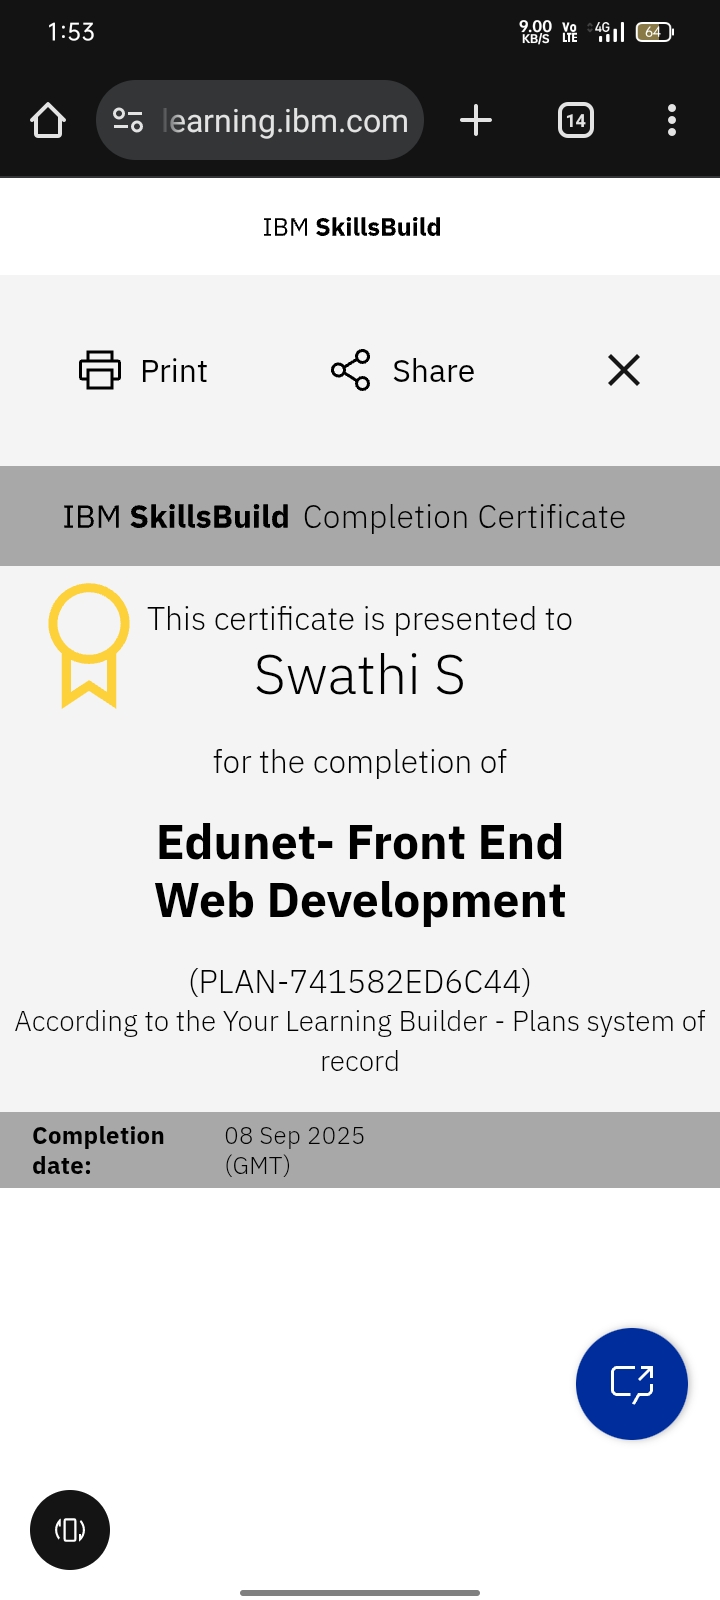 1:53
9.00 KB/S Vo LTE 4G 64
learning.ibm.com
14
IBM SkillsBuild
Print Share
IBM SkillsBuild Completion Certificate
This certificate is presented to
Swathi S
for the completion of
Edunet- Front End
Web Development
(PLAN-741582ED6C44)
According to the Your Learning Builder - Plans system of
record
Completion
date:
08 Sep 2025
(GMT)